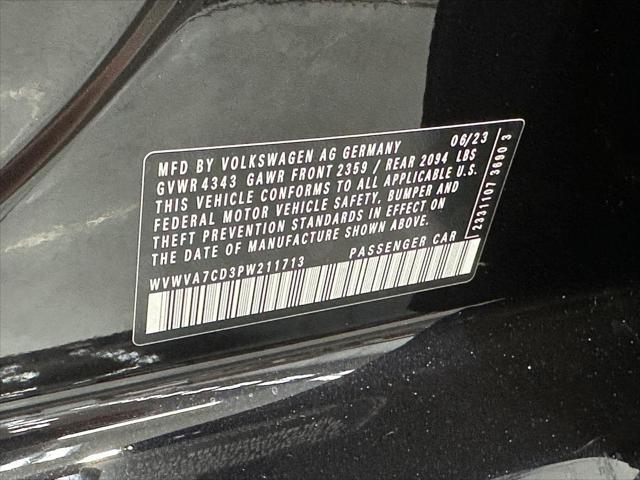 MFD BY VOLKSWAGEN AG GERMANY 06/23
GVWR 4343 GAWR FRONT 2359 / REAR 2094 LBS
THIS VEHICLE CONFORMS TO ALL APPLICABLE U.S.
FEDERAL MOTOR VEHICLE SAFETY, BUMPER AND
THEFT PREVENTION STANDARDS IN EFFECT ON
THE DATE OF MANUFACTURE SHOWN ABOVE.
WVWVA7CD3PW211713 PASSENGER CAR
2331107 3690 3